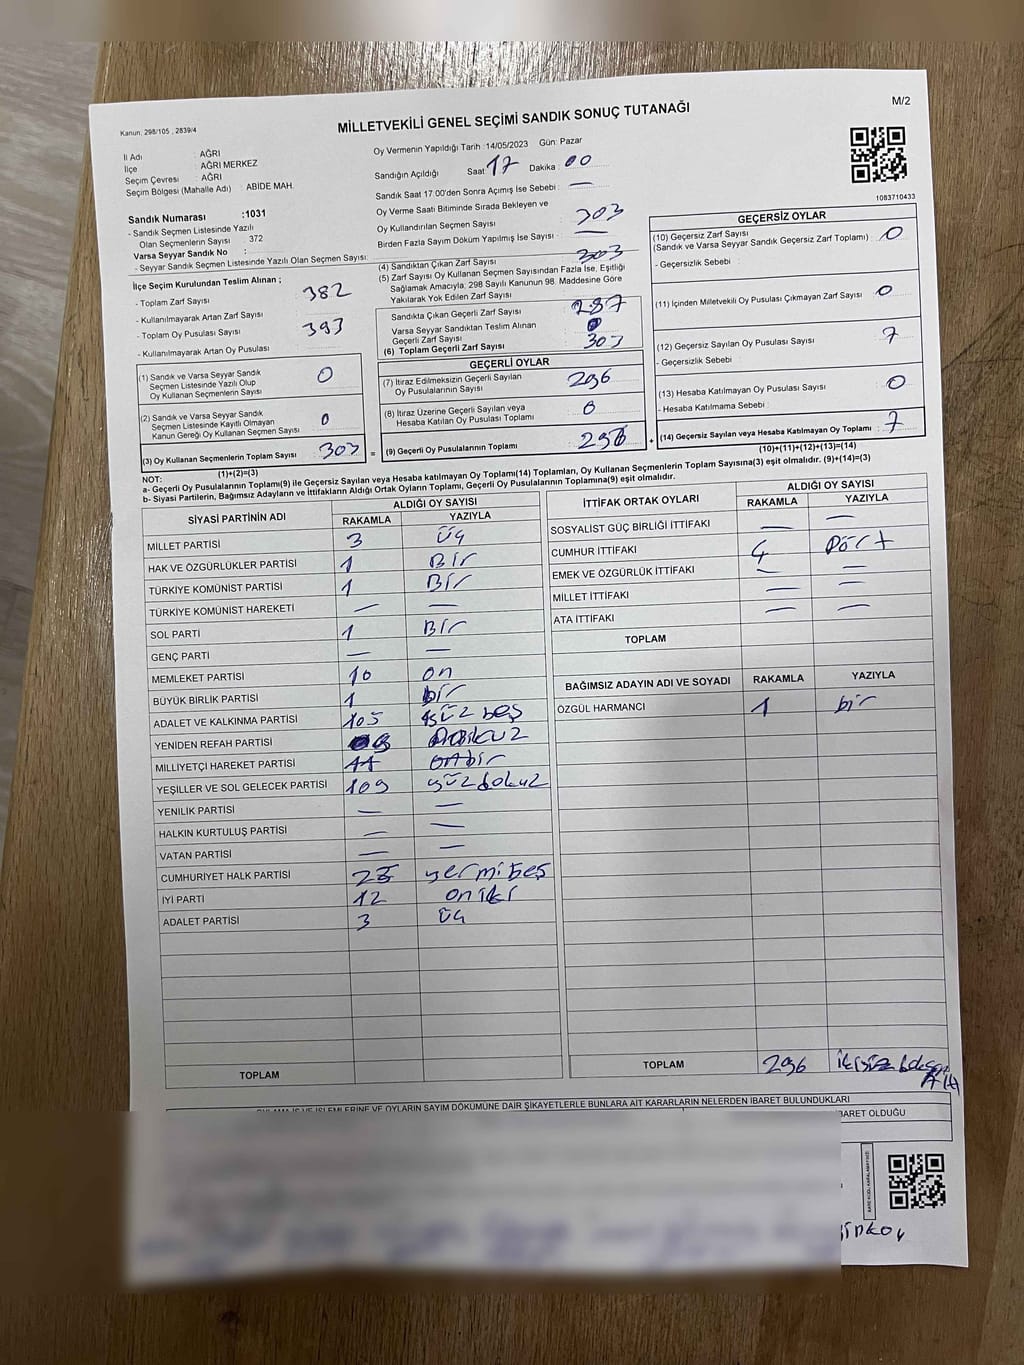 Kanun, 298/105 , 2839/4
MİLLETVEKİLİ GENEL SEÇİMİ SANDIK SONUÇ TUTANAĞI
M/2
İl Adı : AĞRI
İlçe : AĞRI MERKEZ
Seçim Çevresi : AĞRI
Seçim Bölgesi (Mahalle Adı) : ABİDE MAH.
Oy Vermenin Yapıldığı Tarih :14/05/2023 Gün: Pazar
Sandığın Açıldığı Saat 17 Dakika : 00
Sandık Saat 17.00'den Sonra Açımış İse Sebebi : —
Oy Verme Saati Bitiminde Sırada Bekleyen ve
Oy Kullandırılan Seçmen Sayısı 303
Birden Fazla Sayım Döküm Yapılmış İse Sayısı : —
1083710433
Sandık Numarası :1031
- Sandık Seçmen Listesinde Yazılı
Olan Seçmenlerin Sayısı : 372
Varsa Seyyar Sandık No :
- Seyyar Sandık Seçmen Listesinde Yazılı Olan Seçmen Sayısı:
İlçe Seçim Kurulundan Teslim Alınan ;
- Toplam Zarf Sayısı : 382
- Kullanılmayarak Artan Zarf Sayısı :
- Toplam Oy Pusulası Sayısı : 393
- Kullanılmayarak Artan Oy Pusulası :
(4) Sandıktan Çıkan Zarf Sayısı 303
(5) Zarf Sayısı Oy Kullanan Seçmen Sayısından Fazla İse, Eşitliği
Sağlamak Amacıyla; 298 Sayılı Kanunun 98. Maddesine Göre
Yakılarak Yok Edilen Zarf Sayısı :
Sandıkta Çıkan Geçerli Zarf Sayısı : 287
Varsa Seyyar Sandıktan Teslim Alınan
Geçerli Zarf Sayısı :
(6) Toplam Geçerli Zarf Sayısı : 303
GEÇERSİZ OYLAR
(10) Geçersiz Zarf Sayısı : 0
(Sandık ve Varsa Seyyar Sandık Geçersiz Zarf Toplamı)
- Geçersizlik Sebebi :
(11) İçinden Milletvekili Oy Pusulası Çıkmayan Zarf Sayısı : 0
(12) Geçersiz Sayılan Oy Pusulası Sayısı : 7
- Geçersizlik Sebebi :
(13) Hesaba Katılmayan Oy Pusulası Sayısı : 0
- Hesaba Katılmama Sebebi :
(14) Geçersiz Sayılan veya Hesaba Katılmayan Oy Toplamı : 7
(10)+(11)+(12)+(13)=(14)
(1) Sandık ve Varsa Seyyar Sandık
Seçmen Listesinde Yazılı Olup
Oy Kullanan Seçmenlerin Sayısı : 0
(2) Sandık ve Varsa Seyyar Sandık
Seçmen Listesinde Kayıtlı Olmayan
Kanun Gereği Oy Kullanan Seçmen Sayısı : 0
(3) Oy Kullanan Seçmenlerin Toplam Sayısı : 303 =
(1)+(2)=(3)
GEÇERLİ OYLAR
(7) İtiraz Edilmeksizin Geçerli Sayılan
Oy Pusulalarının Sayısı : 296
(8) İtiraz Üzerine Geçerli Sayılan veya
Hesaba Katılan Oy Pusulası Toplamı : 0
(9) Geçerli Oy Pusulalarının Toplamı : 296 +
NOT:
a- Geçerli Oy Pusulalarının Toplamı(9) ile Geçersiz Sayılan veya Hesaba katılmayan Oy Toplamı(14) Toplamları, Oy Kullanan Seçmenlerin Toplam Sayısına(3) eşit olmalıdır. (9)+(14)=(3)
b- Siyasi Partilerin, Bağımsız Adayların ve İttifakların Aldığı Ortak Oyların Toplamı, Geçerli Oy Pusulalarının Toplamına(9) eşit olmalıdır.
SİYASİ PARTİNİN ADI ALDIĞI OY SAYISI
RAKAMLA YAZIYLA
MİLLET PARTİSİ 3 üç
HAK VE ÖZGÜRLÜKLER PARTİSİ 1 Bir
TÜRKİYE KOMÜNİST PARTİSİ 1 Bir
TÜRKİYE KOMÜNİST HAREKETİ — —
SOL PARTİ 1 Bir
GENÇ PARTİ — —
MEMLEKET PARTİSİ 10 on
BÜYÜK BİRLİK PARTİSİ 1 bir
ADALET VE KALKINMA PARTİSİ 105 yüz beş
YENİDEN REFAH PARTİSİ
MİLLİYETÇİ HAREKET PARTİSİ 11 onbir
YEŞİLLER VE SOL GELECEK PARTİSİ 109 yüzdokuz
YENİLİK PARTİSİ — —
HALKIN KURTULUŞ PARTİSİ — —
VATAN PARTİSİ — —
CUMHURİYET HALK PARTİSİ 25 yermibeş
İYİ PARTİ 12 oniki
ADALET PARTİSİ 3 üç
TOPLAM
İTTİFAK ORTAK OYLARI ALDIĞI OY SAYISI
RAKAMLA YAZIYLA
SOSYALİST GÜÇ BİRLİĞİ İTTİFAKI — —
CUMHUR İTTİFAKI 4 Dört
EMEK VE ÖZGÜRLÜK İTTİFAKI — —
MİLLET İTTİFAKI — —
ATA İTTİFAKI — —
TOPLAM
BAĞIMSIZ ADAYIN ADI VE SOYADI RAKAMLA YAZIYLA
ÖZGÜL HARMANCI 1 bir
TOPLAM 296
OYLAMA İŞ VE İŞLEMLERİNE VE OYLARIN SAYIM DÖKÜMÜNE DAİR ŞİKAYETLERLE BUNLARA AİT KARARLARIN NELERDEN İBARET BULUNDUKLARI
İBARET OLDUĞU